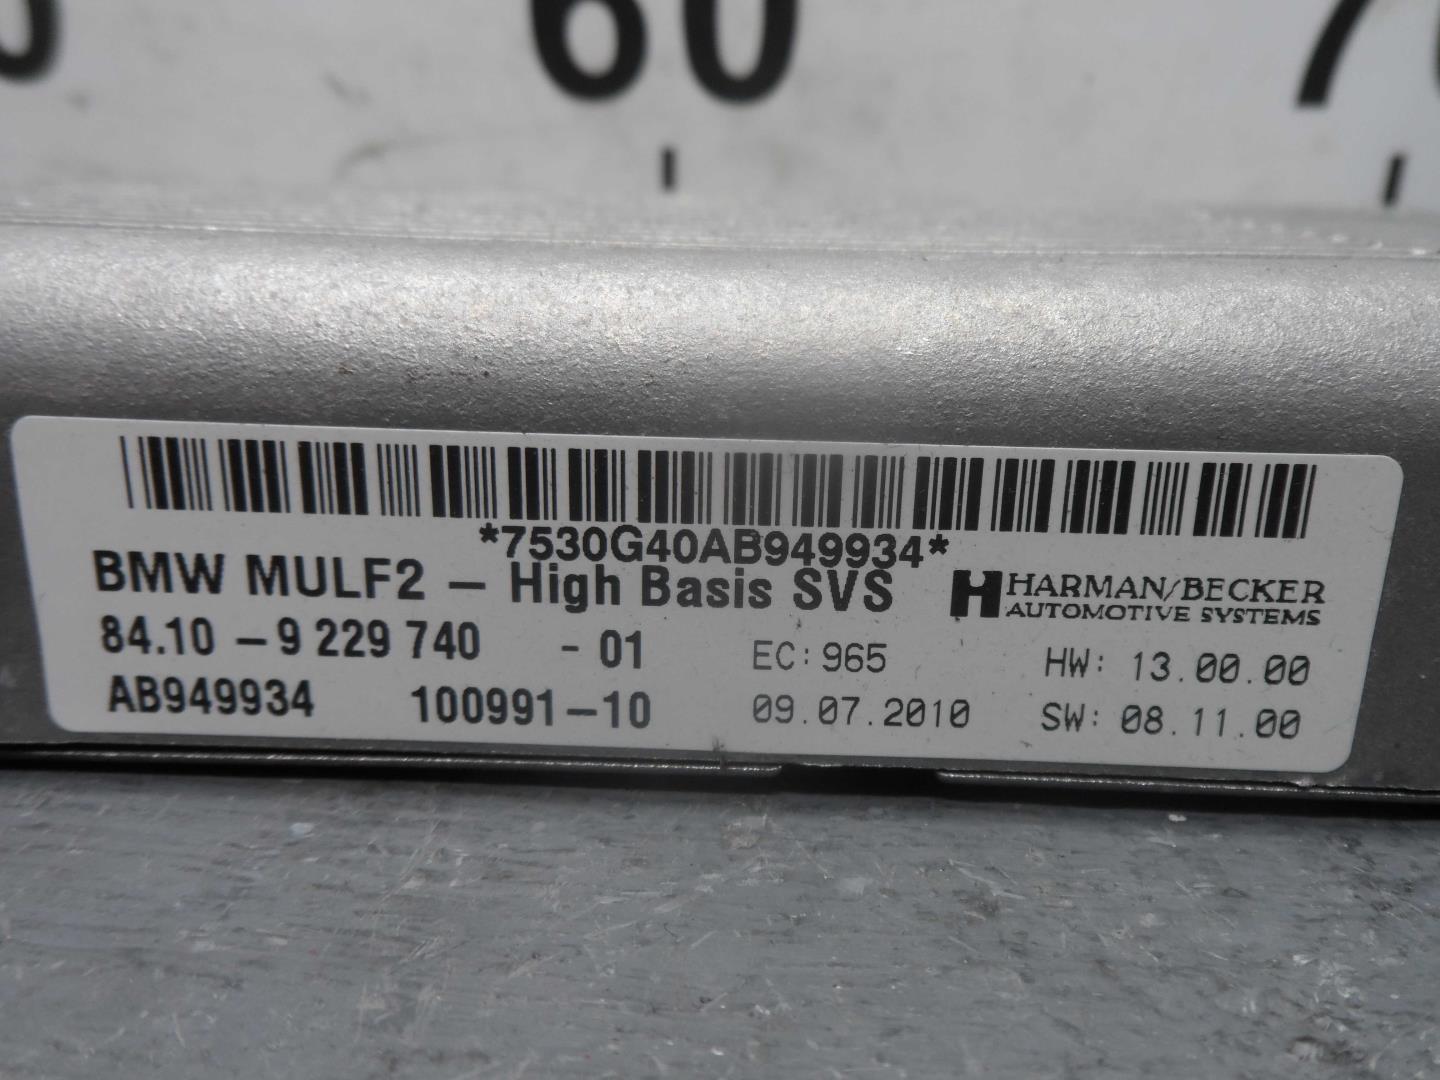 60
*7530G40AB949934*
BMW MULF2 – High Basis SVS
HARMAN/BECKER
AUTOMOTIVE SYSTEMS
84.10 – 9 229 740 - 01
EC: 965
HW: 13.00.00
AB949934
100991–10
09.07.2010
SW: 08.11.00